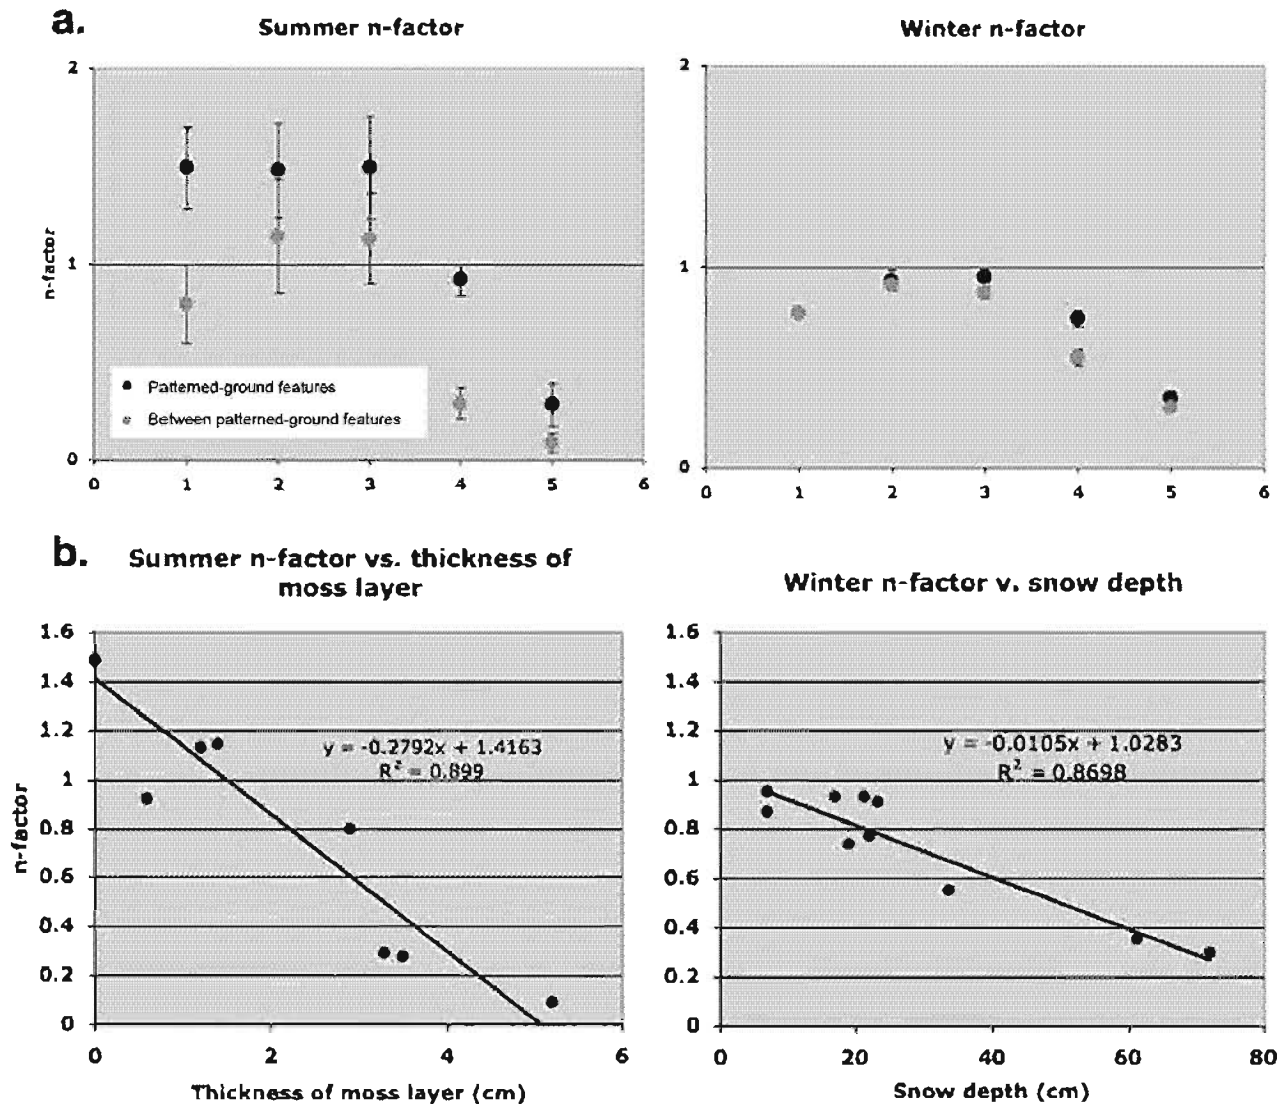 a.
Summer n-factor
Winter n-factor
2
1
0
n-factor
Patterned-ground features
Between patterned-ground features
0 1 2 3 4 5 6
2
1
0
0 1 2 3 4 5 6
b.
Summer n-factor vs. thickness of
moss layer
Winter n-factor v. snow depth
1.6
1.4
1.2
1
0.8
0.6
0.4
0.2
0
n-factor
y = -0.2792x + 1.4163
R² = 0.899
0 2 4 6
Thickness of moss layer (cm)
1.6
1.4
1.2
1
0.8
0.6
0.4
0.2
0
y = -0.0105x + 1.0283
R² = 0.8698
0 20 40 60 80
Snow depth (cm)